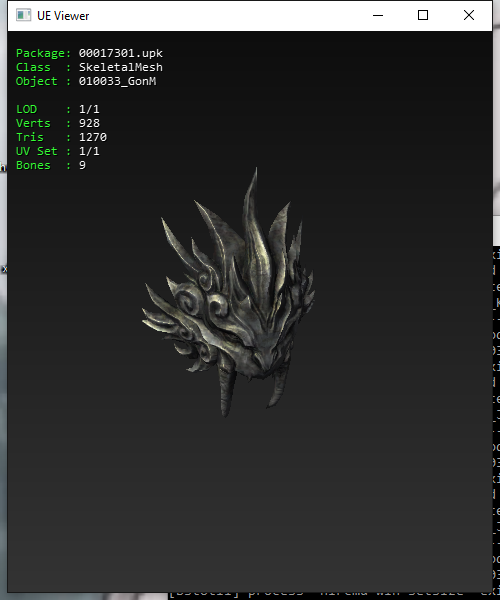 UE Viewer
Package: 00017301.upk
Class : SkeletalMesh
Object : 010033_GonM
LOD : 1/1
Verts : 928
Tris : 1270
UV Set : 1/1
Bones : 9